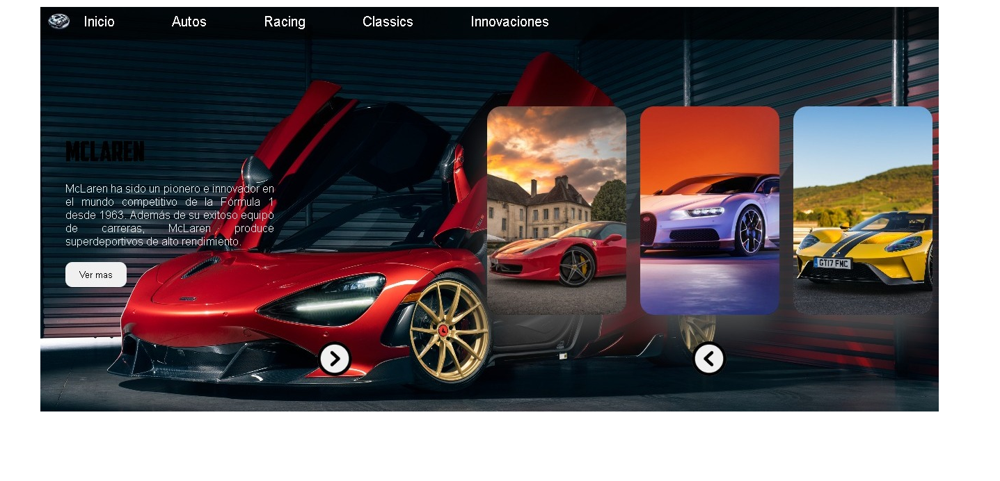 Inicio Autos Racing Classics Innovaciones
MCLAREN
McLaren ha sido un pionero e innovador en
el mundo competitivo de la Fórmula 1
desde 1963. Además de su exitoso equipo
de carreras, McLaren produce
superdeportivos de alto rendimiento.
Ver mas
GT17 FMC